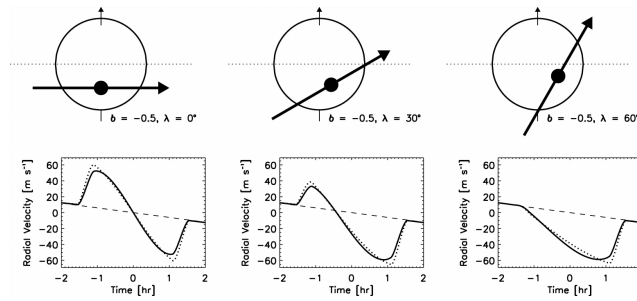 b = −0.5, λ = 0°
b = −0.5, λ = 30°
b = −0.5, λ = 60°
Radial Velocity [m s⁻¹]
60
40
20
0
−20
−40
−60
−2 −1 0 1 2
Time [hr]
Radial Velocity [m s⁻¹]
60
40
20
0
−20
−40
−60
−2 −1 0 1 2
Time [hr]
Radial Velocity [m s⁻¹]
60
40
20
0
−20
−40
−60
−2 −1 0 1 2
Time [hr]